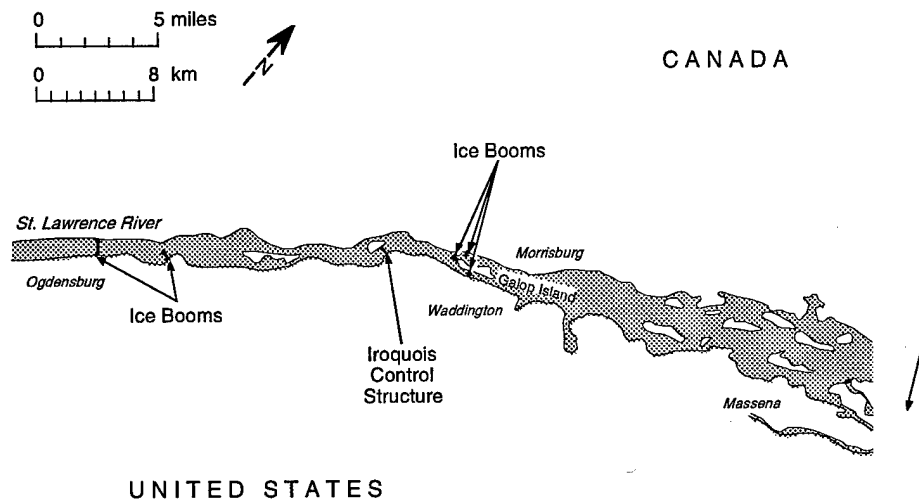 0 5 miles
0 8 km
N
CANADA
Ice Booms
St. Lawrence River
Morrisburg
Ogdensburg
Galop Island
Ice Booms
Waddington
Iroquois
Control
Structure
Massena
UNITED STATES